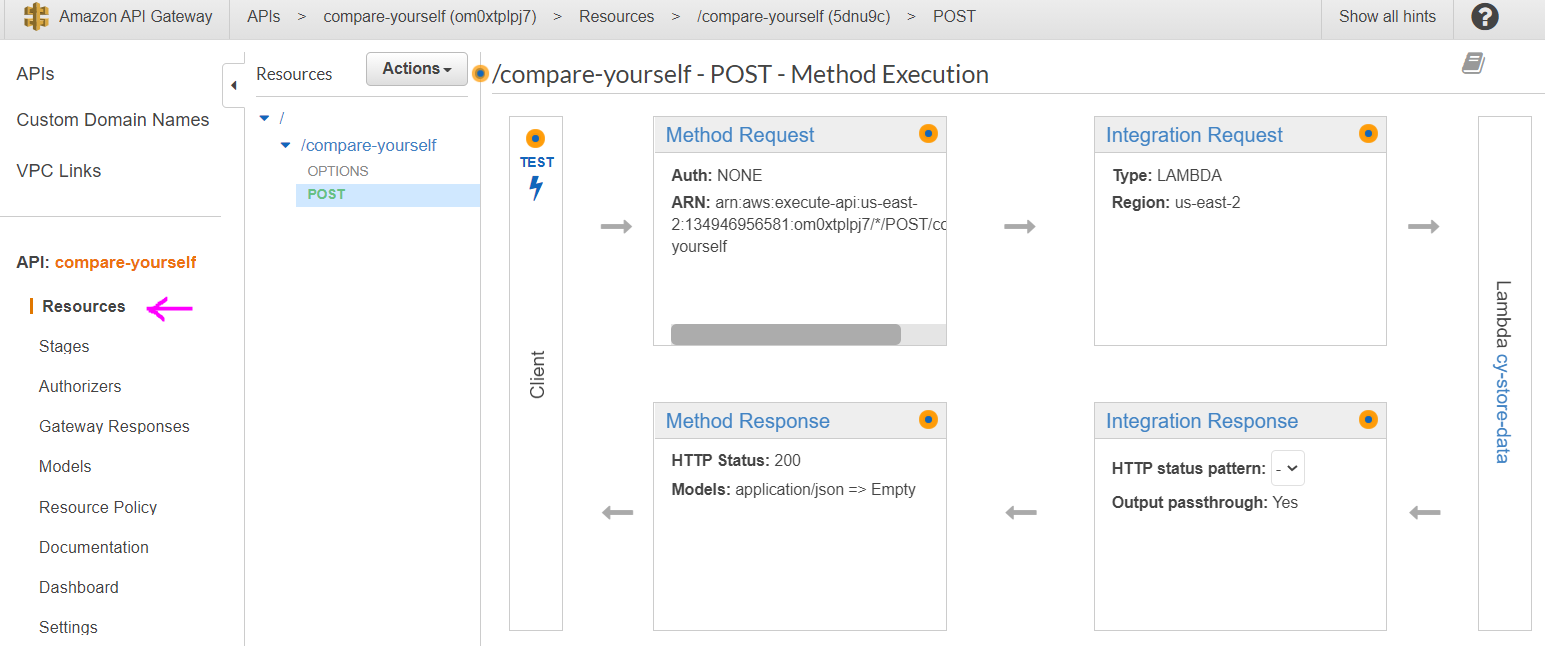 Amazon API Gateway
APIs > compare-yourself (om0xtplpj7) > Resources > /compare-yourself (5dnu9c) > POST
Show all hints
?
APIs
Custom Domain Names
VPC Links
API: compare-yourself
Resources
Stages
Authorizers
Gateway Responses
Models
Resource Policy
Documentation
Dashboard
Settings
Resources
Actions
/
/compare-yourself
OPTIONS
POST
/compare-yourself - POST - Method Execution
TEST
Client
Method Request
Auth: NONE
ARN: arn:aws:execute-api:us-east-
2:134946956581:om0xtplpj7/*/POST/co
yourself
Integration Request
Type: LAMBDA
Region: us-east-2
Lambda cy-store-data
Method Response
HTTP Status: 200
Models: application/json => Empty
Integration Response
HTTP status pattern: -
Output passthrough: Yes